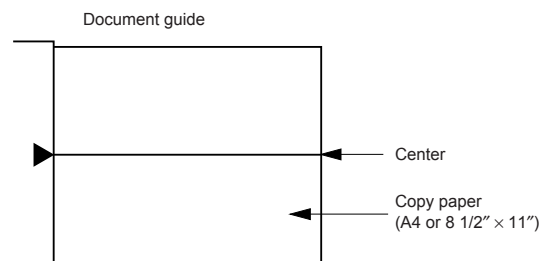 Document guide
Center
Copy paper
(A4 or 8 1/2″ × 11″)